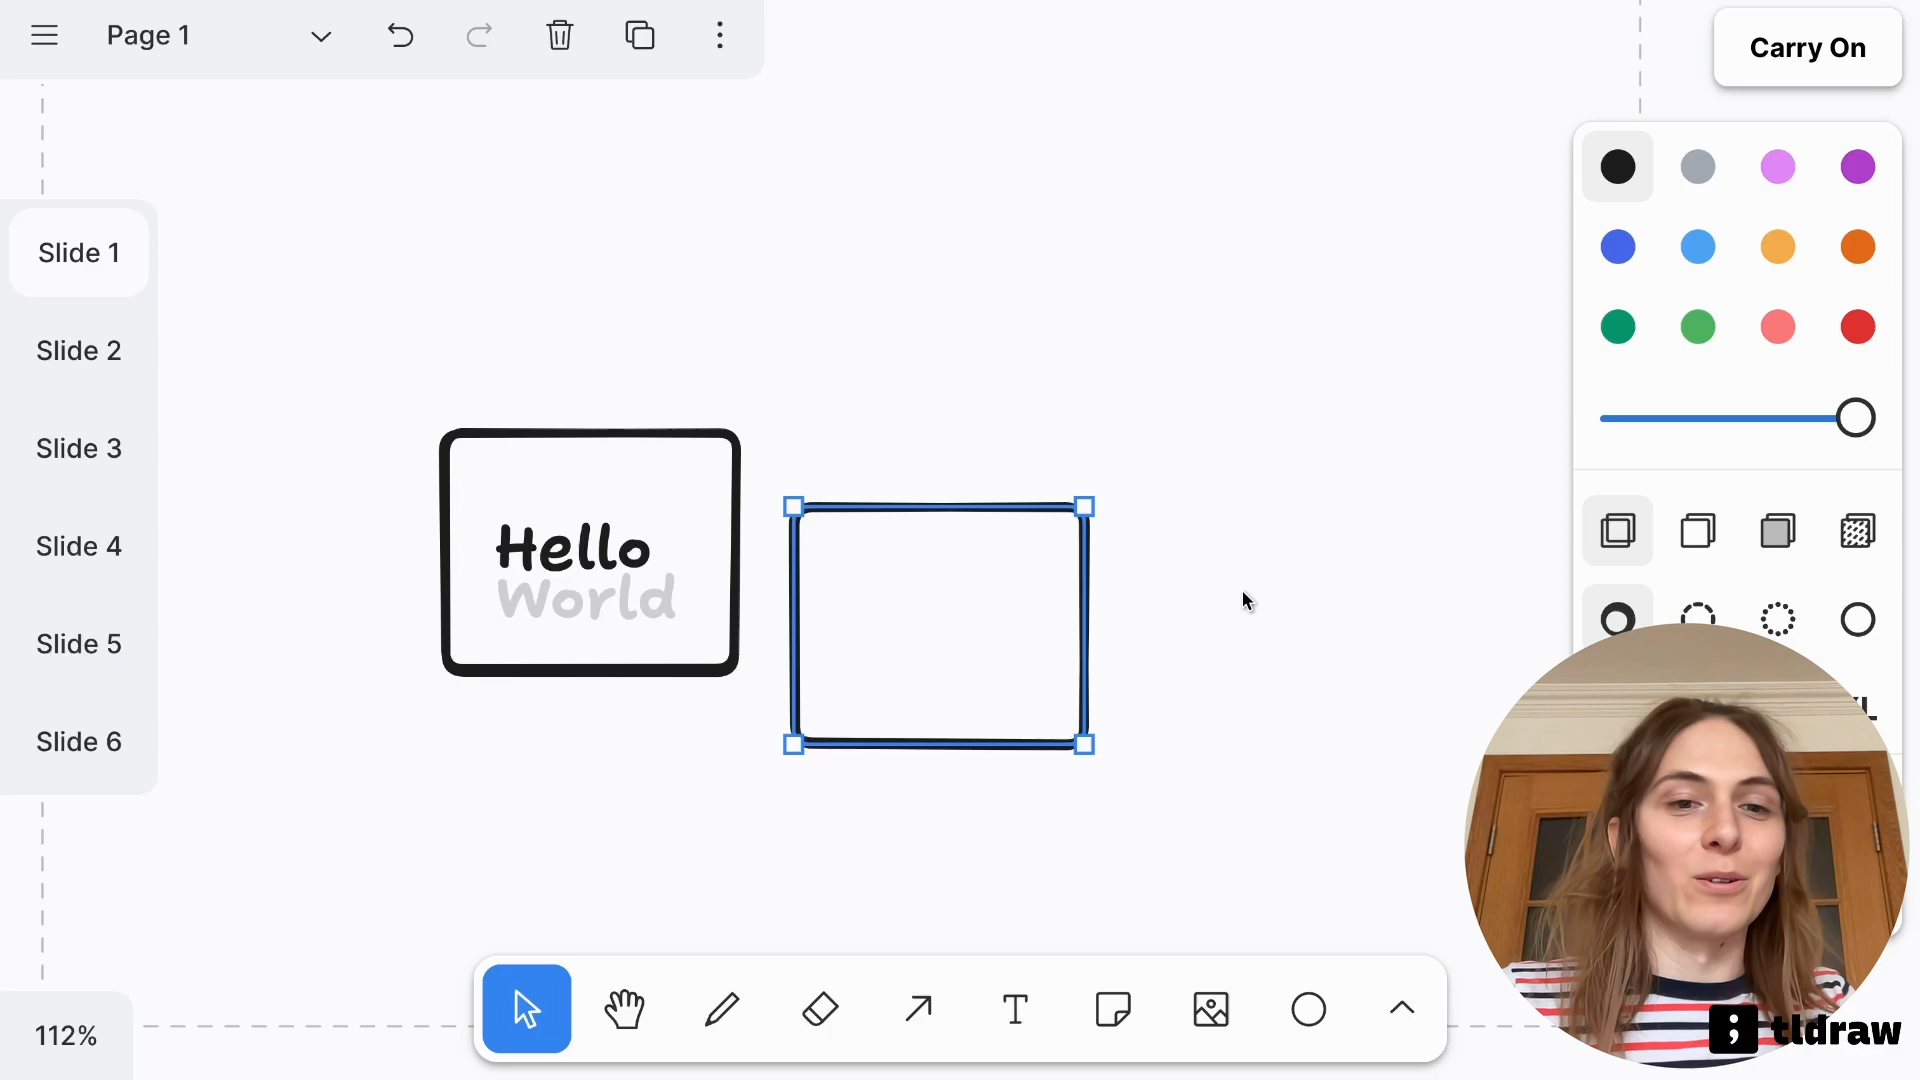 Page 1
Carry On
Slide 1
Slide 2
Slide 3
Slide 4
Slide 5
Slide 6
Hello
World
112%
tldraw